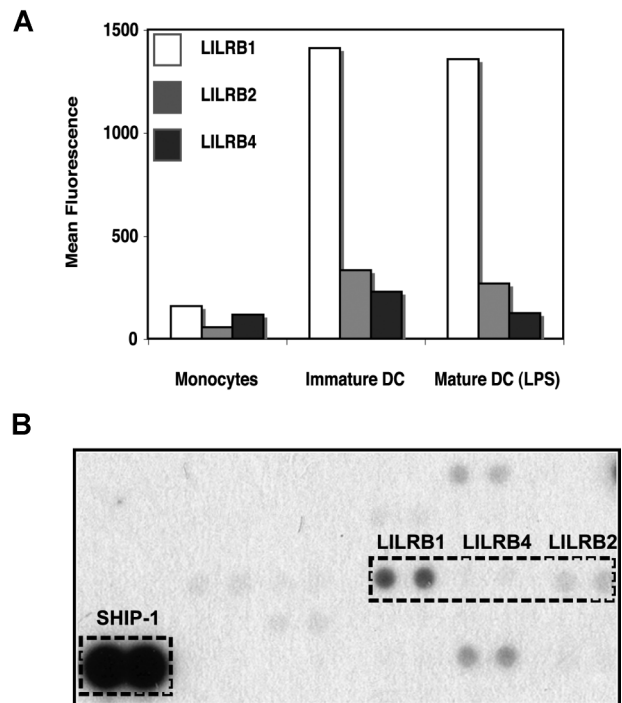 A
1500
1000
500
0
Mean Fluorescence
LILRB1
LILRB2
LILRB4
Monocytes Immature DC Mature DC (LPS)
B
LILRB1 LILRB4 LILRB2
SHIP-1